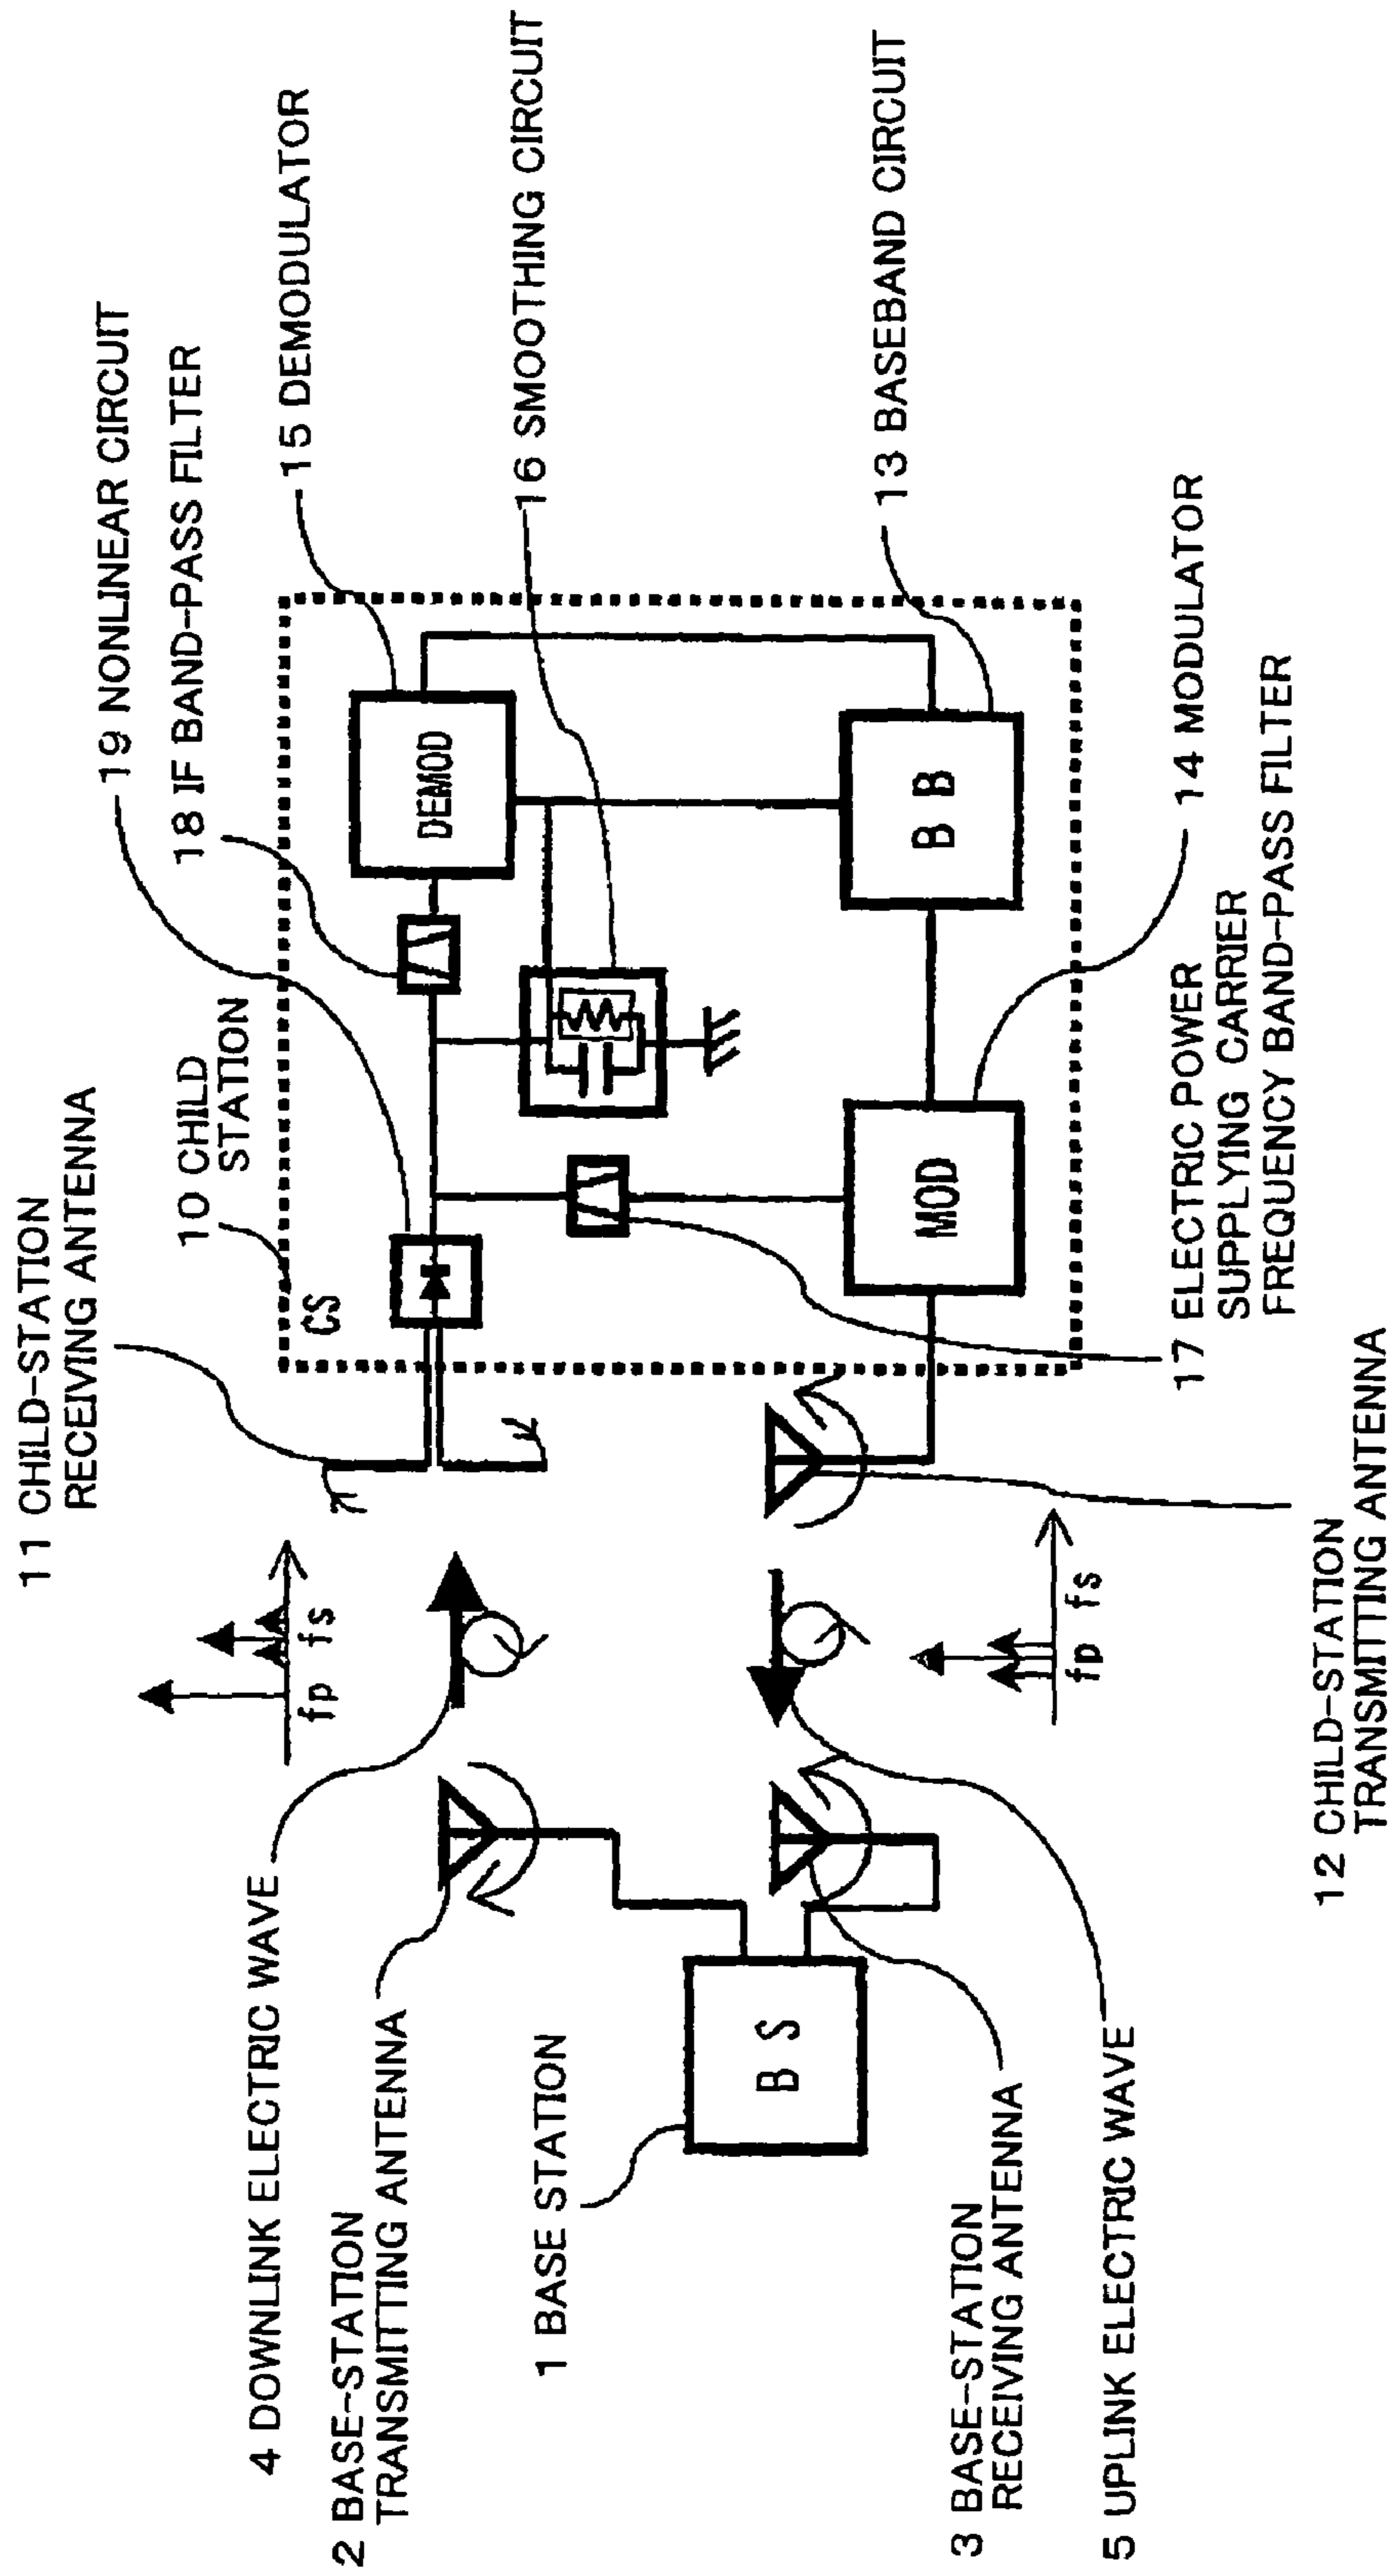 11 CHILD-STATION
RECEIVING ANTENNA
19 NONLINEAR CIRCUIT
10 CHILD
STATION
18 IF BAND-PASS FILTER
4 DOWNLINK ELECTRIC WAVE
fp fs
CS
15 DEMODULATOR
2 BASE-STATION
TRANSMITTING ANTENNA
DEMOD
16 SMOOTHING CIRCUIT
1 BASE STATION
B S
13 BASEBAND CIRCUIT
MOD
B B
3 BASE-STATION
RECEIVING ANTENNA
fp fs
5 UPLINK ELECTRIC WAVE
14 MODULATOR
17 ELECTRIC POWER
SUPPLYING CARRIER
FREQUENCY BAND-PASS FILTER
12 CHILD-STATION
TRANSMITTING ANTENNA